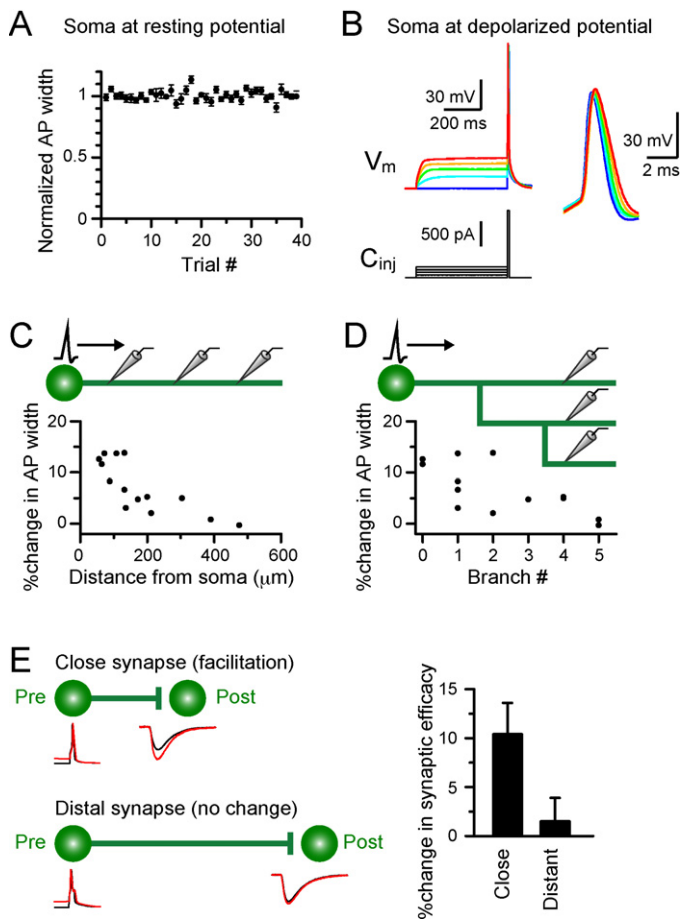 A
Soma at resting potential
Normalized AP width
1
0.5
0
0 10 20 30 40
Trial #
B
Soma at depolarized potential
30 mV
200 ms
Vm
500 pA
Cinj
30 mV
2 ms
C
%change in AP width
20
10
0
0 200 400 600
Distance from soma (μm)
D
%change in AP width
20
10
0
0 1 2 3 4 5
Branch #
E
Close synapse (facilitation)
Pre Post
Distal synapse (no change)
Pre Post
%change in synaptic efficacy
15
10
5
0
Close
Distant